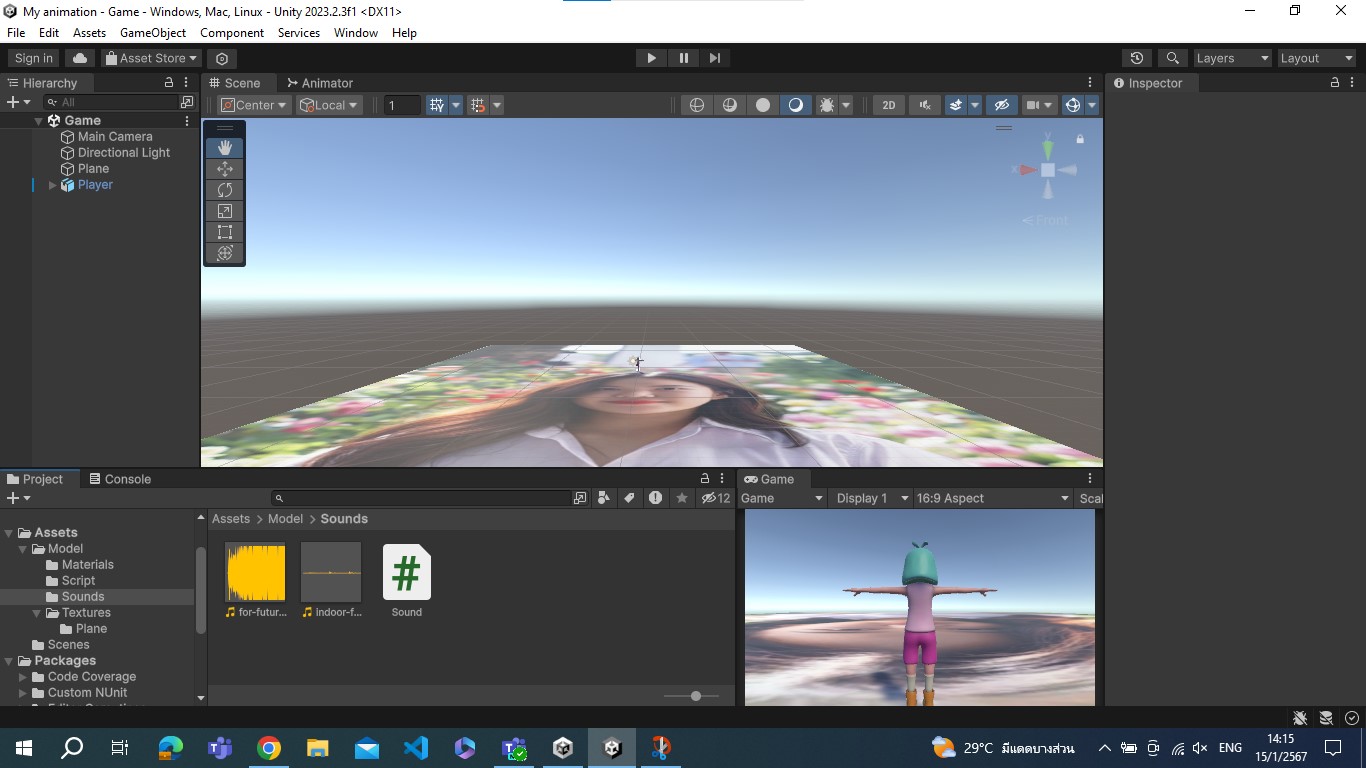 My animation - Game - Windows, Mac, Linux - Unity 2023.2.3f1 <DX11>
File Edit Assets GameObject Component Services Window Help
Sign in Asset Store Layers Layout
Hierarchy Scene Animator Inspector
All Center Local 1 2D
Game
Main Camera
Directional Light
Plane
Player
Y
X
Front
Project Console Game
12 Game Display 1 16:9 Aspect Scal
Assets > Model > Sounds
Assets
Model
Materials
Script
Sounds
Textures
Plane
Scenes
Packages
Code Coverage
Custom NUnit
for-futur... indoor-f... Sound
#
29°C มีแดดบางส่วน ENG 14:15
15/1/2567